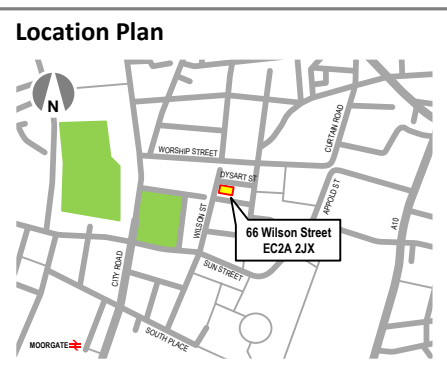 Location Plan
N
WORSHIP STREET
CURTAIN ROAD
DYSART ST
APPOLD ST
WILSON ST
66 Wilson Street
EC2A 2JX
A10
CITY ROAD
SUN STREET
SOUTH PLACE
MOORGATE